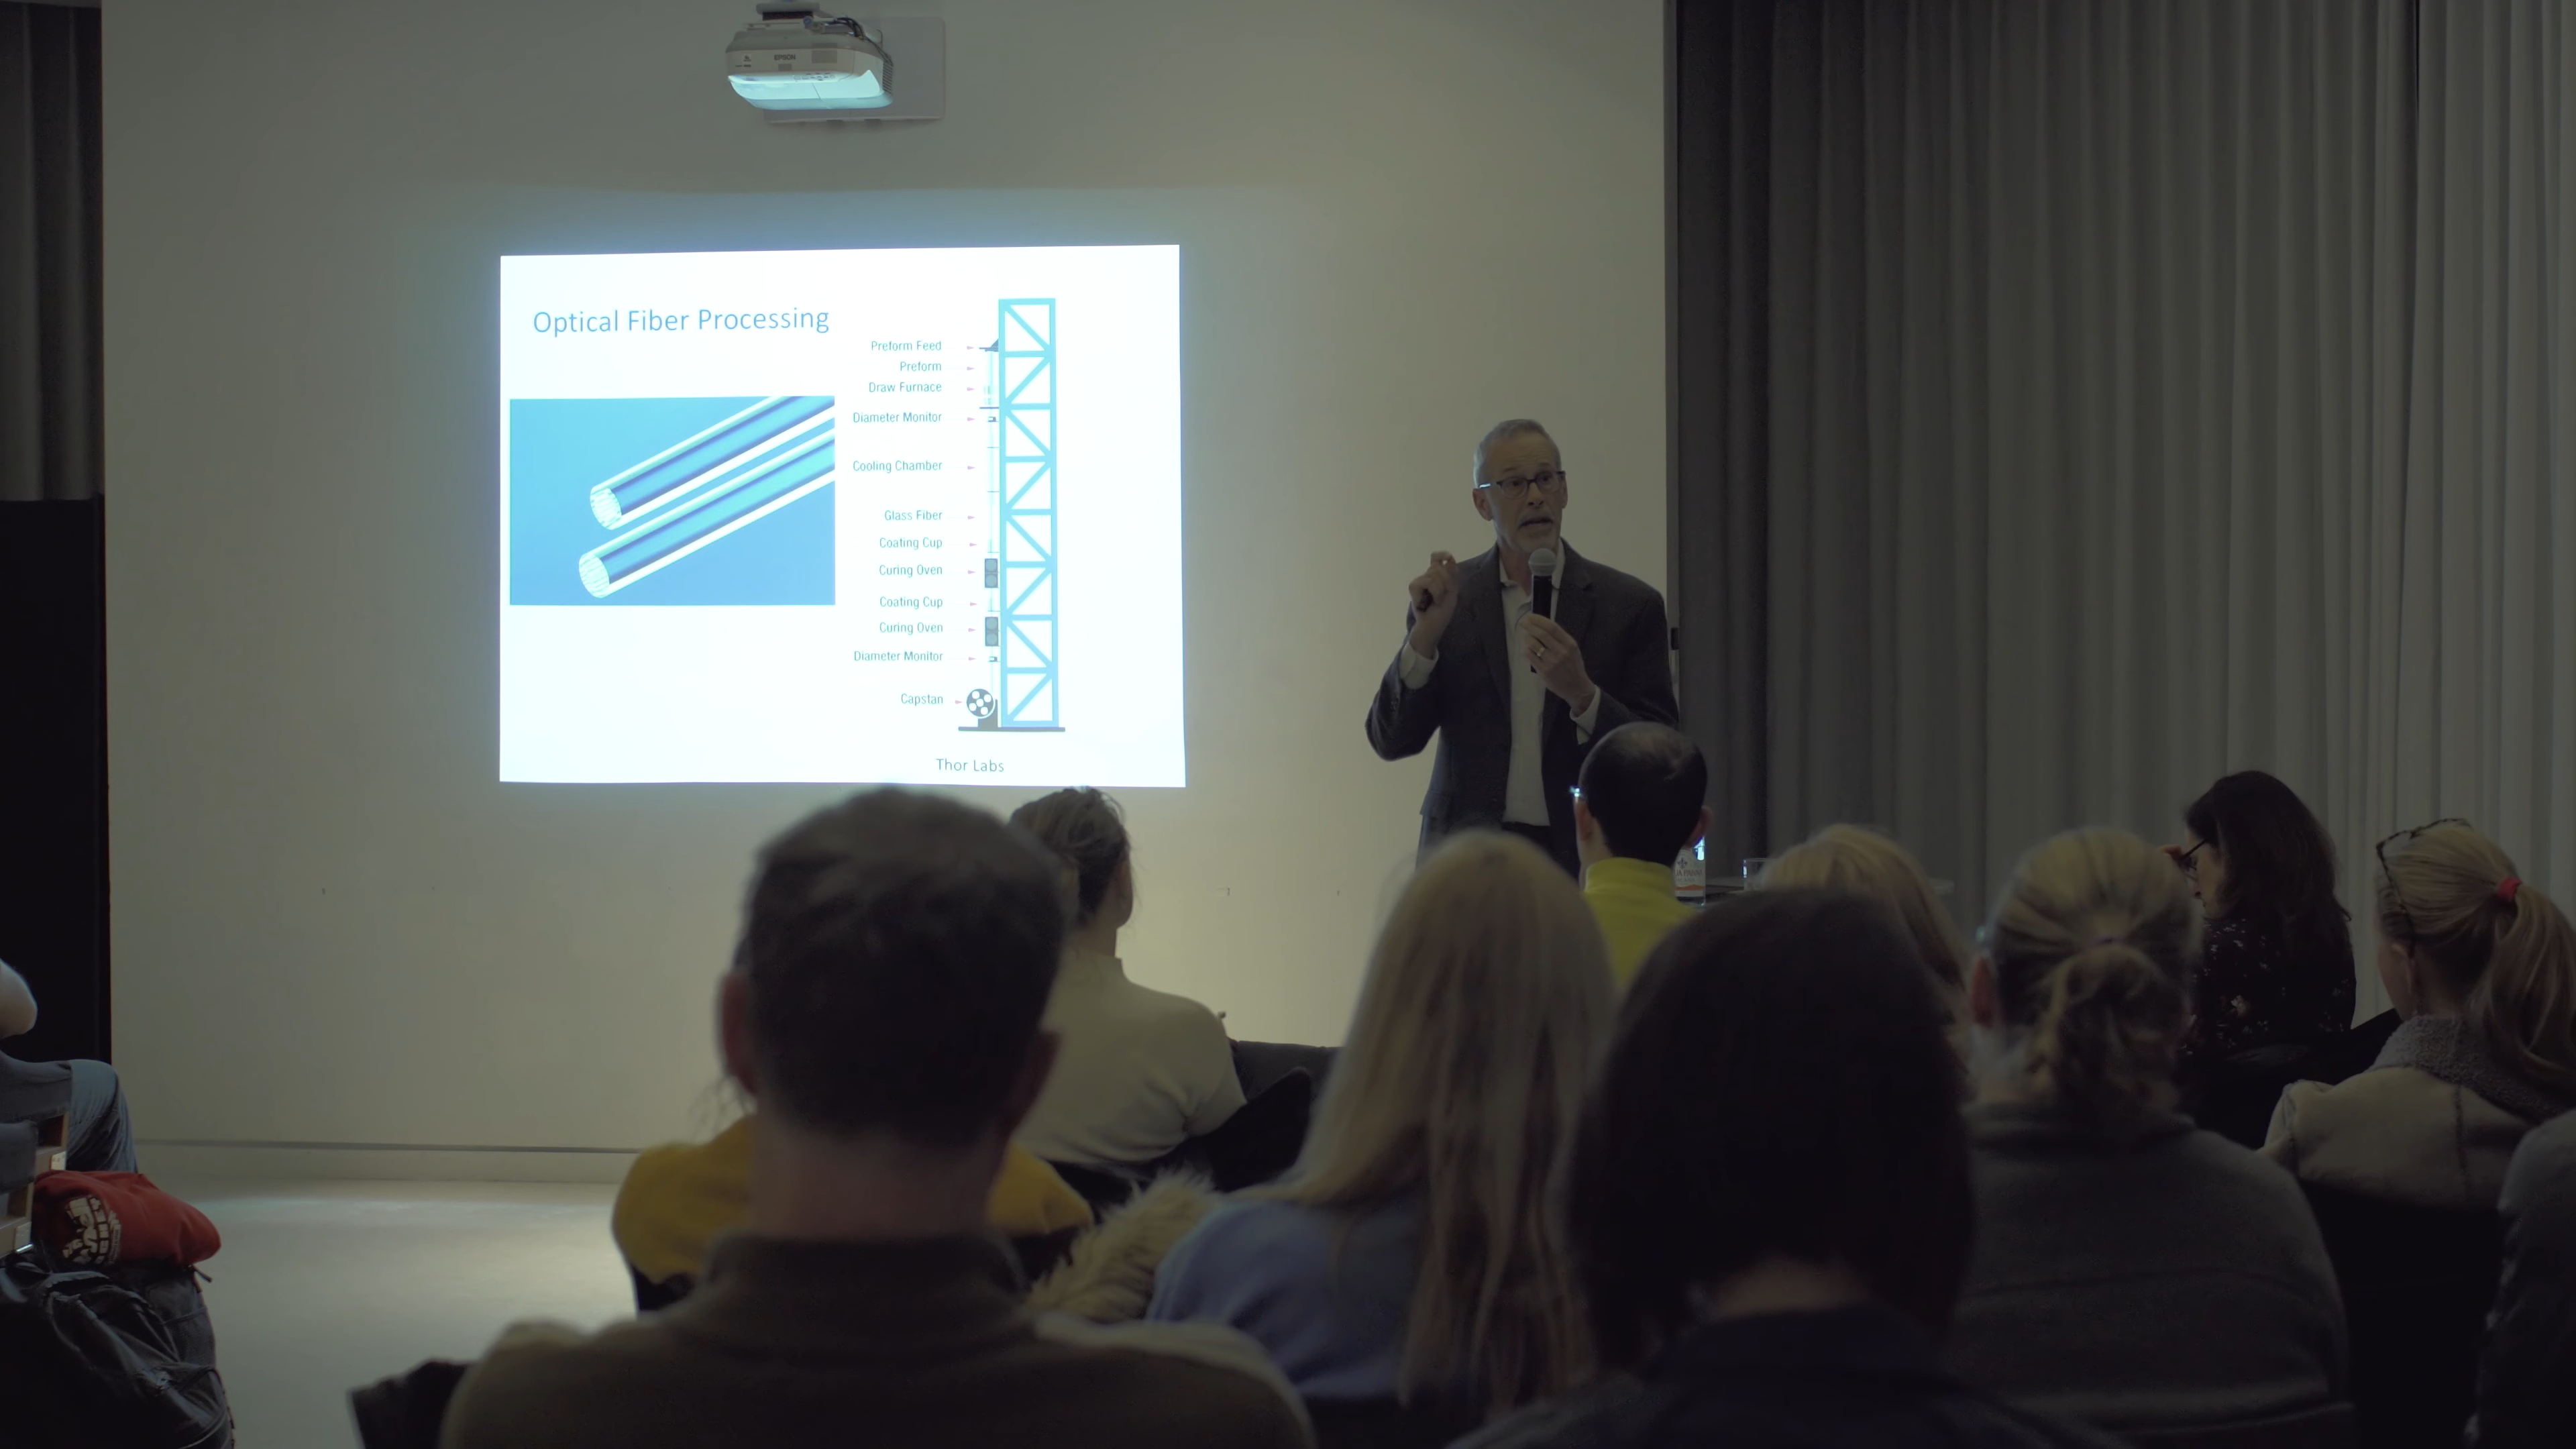 EPSON
Optical Fiber Processing
Preform Feed
Preform
Draw Furnace
Diameter Monitor
Cooling Chamber
Glass Fiber
Coating Cup
Curing Oven
Coating Cup
Curing Oven
Diameter Monitor
Capstan
Thor Labs